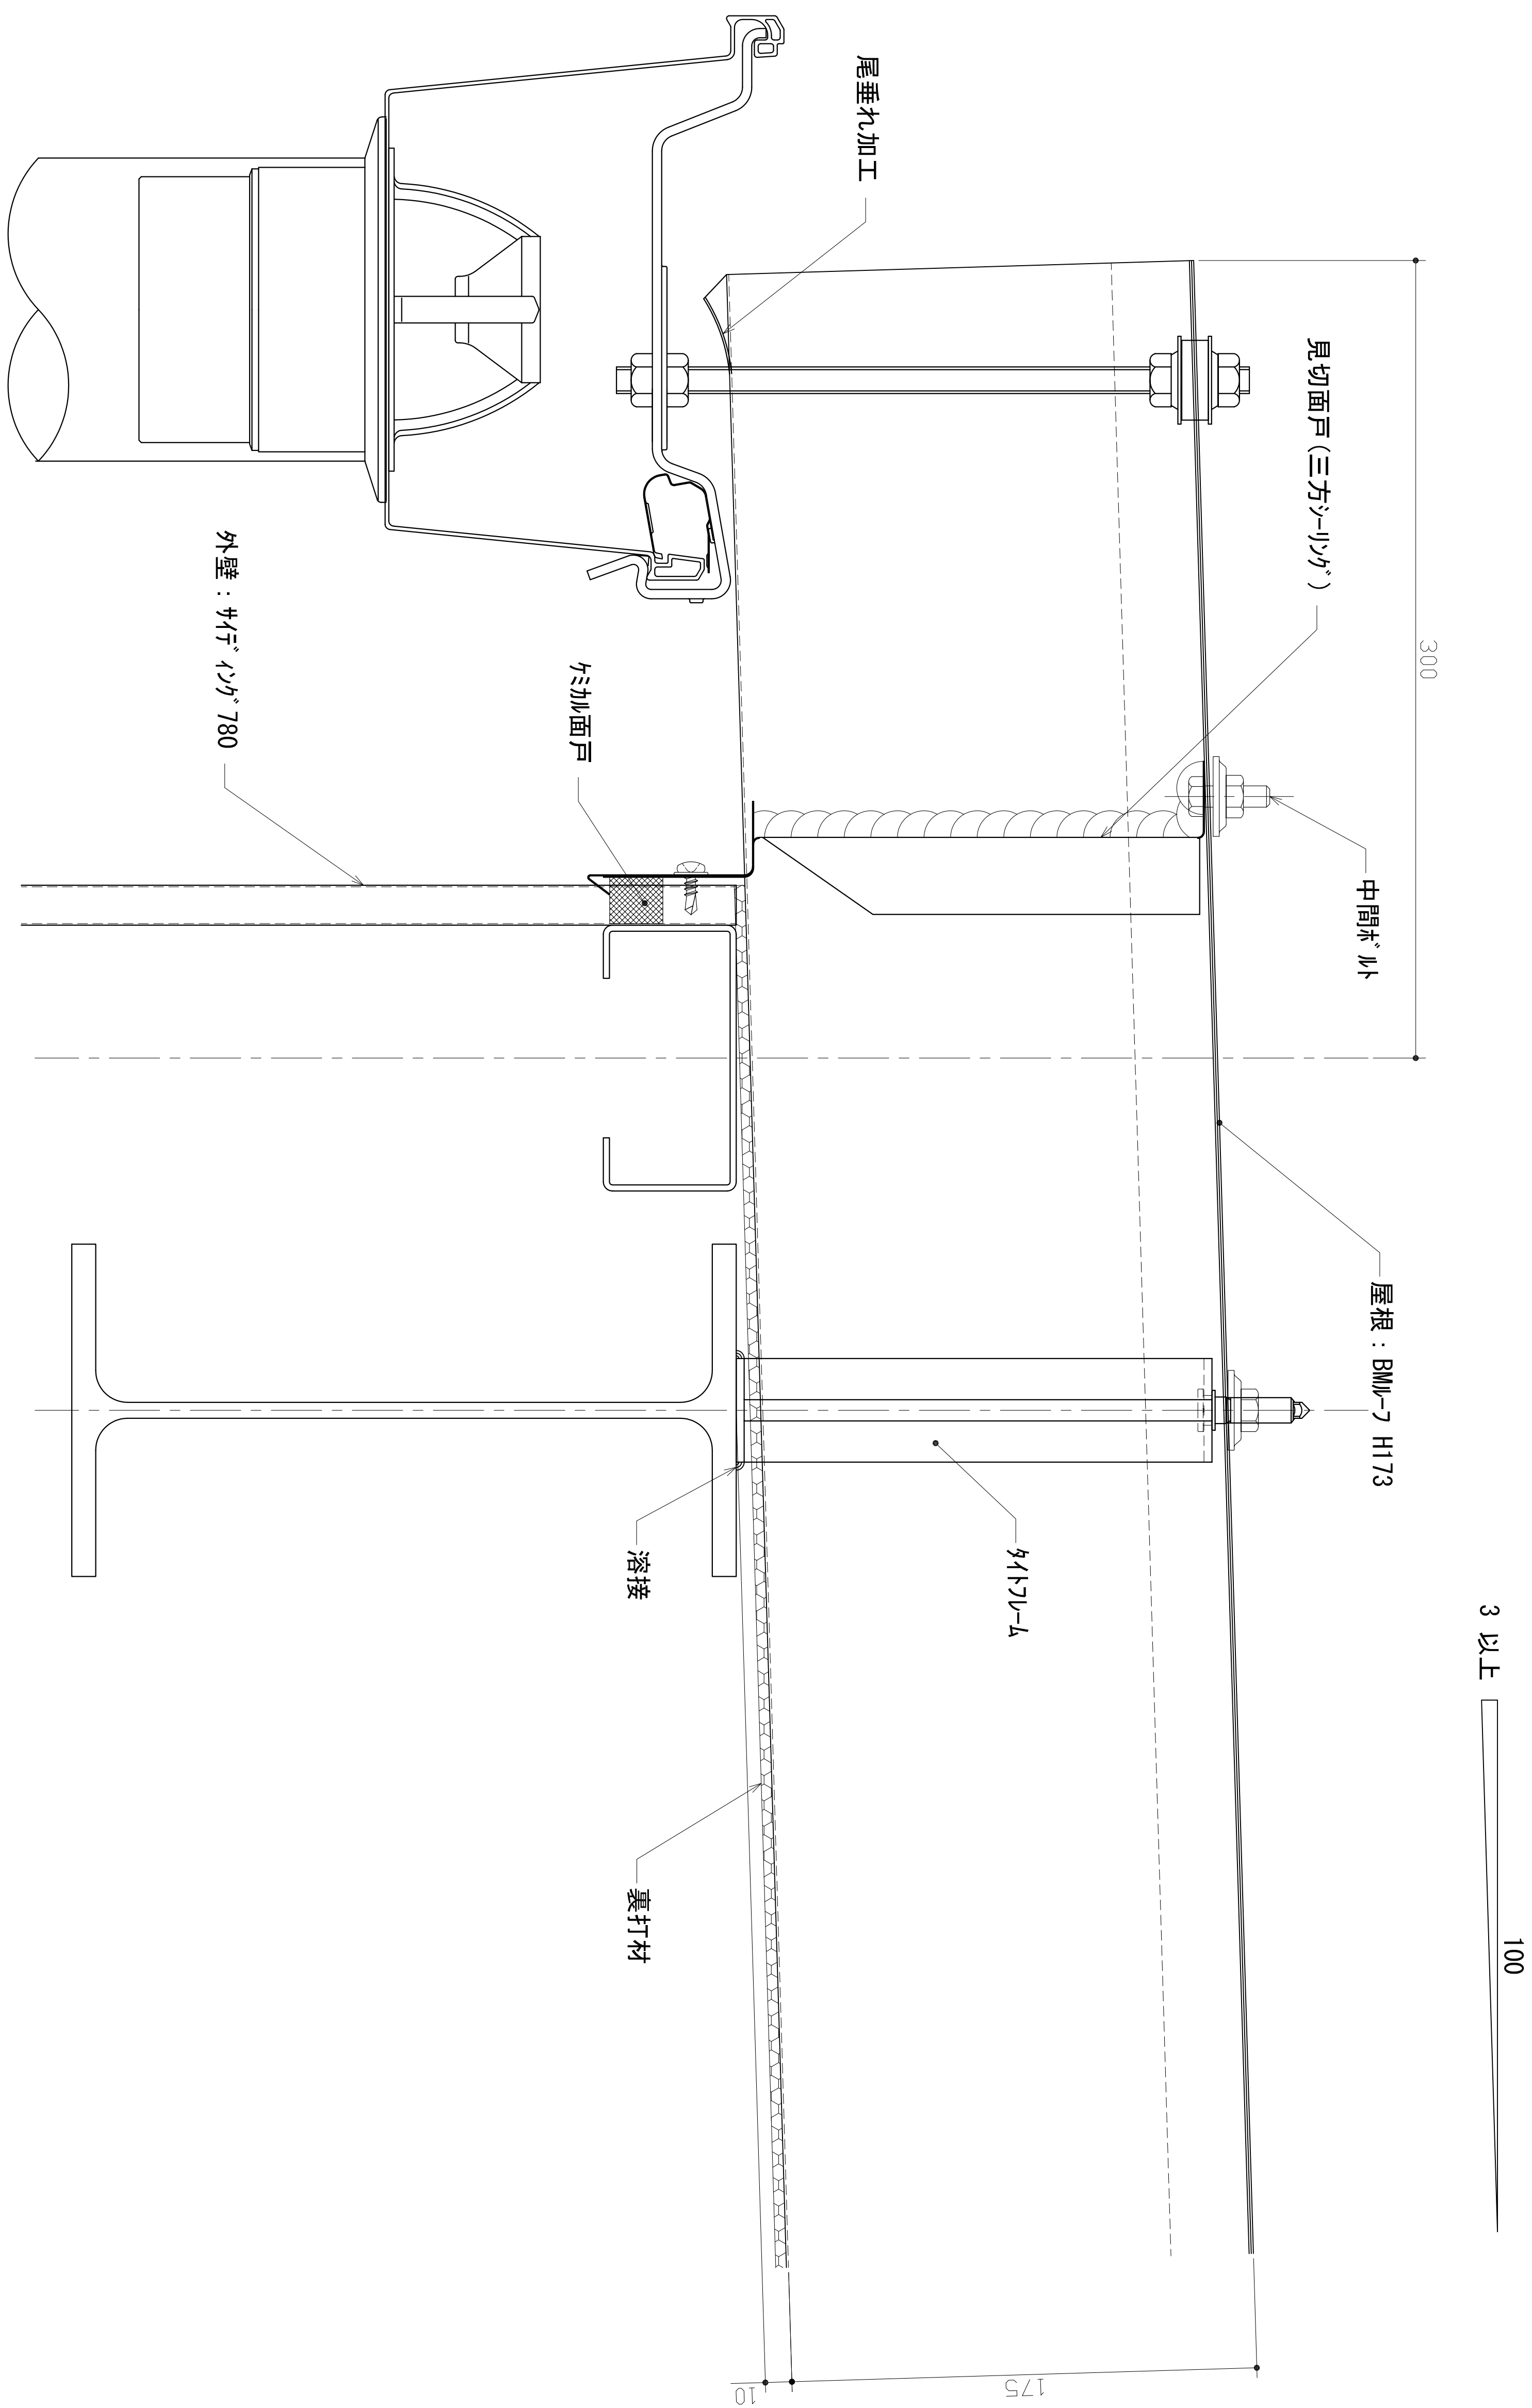 3 以上
100
屋根：BMﾙｰﾌ H173
300
中間ﾎﾞﾙﾄ
見切面戸(三方ｼｰﾘﾝｸﾞ)
尾垂れ加工
ﾀｲﾄﾌﾚｰﾑ
175
10
溶接
裏打材
ｹﾐｶﾙ面戸
外壁：ｻｲﾃﾞｨﾝｸﾞ780